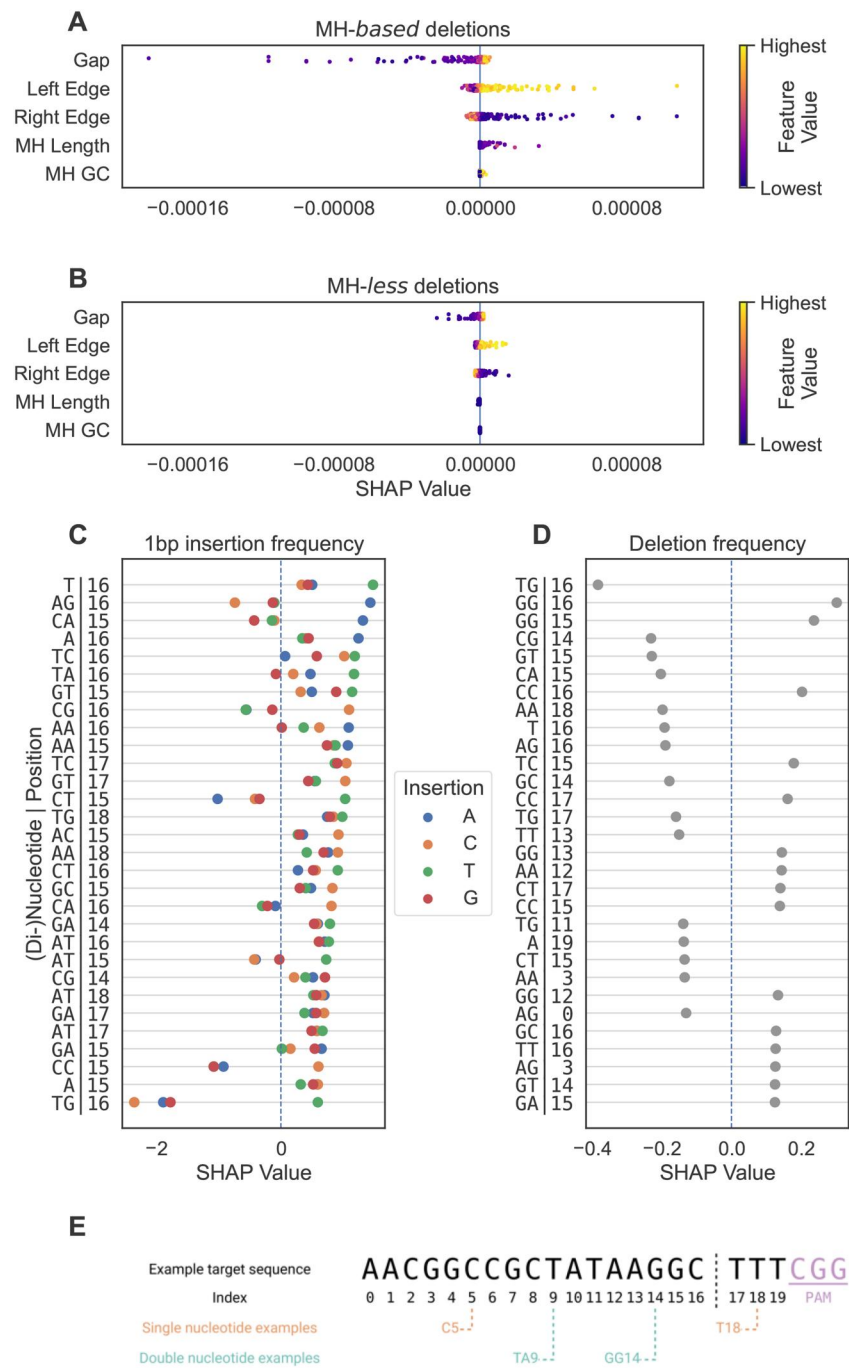 A
MH-based deletions
Gap
Left Edge
Right Edge
MH Length
MH GC
−0.00016 −0.00008 0.00000 0.00008
Highest
Feature Value
Lowest
B
MH-less deletions
Gap
Left Edge
Right Edge
MH Length
MH GC
−0.00016 −0.00008 0.00000 0.00008
SHAP Value
Highest
Feature Value
Lowest
C
1bp insertion frequency
(Di-)Nucleotide | Position
T 16
AG 16
CA 15
A 16
TC 16
TA 16
GT 15
CG 16
AA 16
AA 15
TC 17
GT 17
CT 15
TG 18
AC 15
AA 18
CT 16
GC 15
CA 16
GA 14
AT 16
AT 15
CG 14
AT 18
GA 17
AT 17
GA 15
CC 15
A 15
TG 16
−2 0
SHAP Value
Insertion
A
C
T
G
D
Deletion frequency
TG 16
GG 16
GG 15
CG 14
GT 15
CA 15
CC 16
AA 18
T 16
AG 16
TC 15
GC 14
CC 17
TG 17
TT 13
GG 13
AA 12
CT 17
CC 15
TG 11
A 19
CT 15
AA 3
GG 12
AG 0
GC 16
TT 16
AG 3
GT 14
GA 15
−0.4 −0.2 0.0 0.2
SHAP Value
E
Example target sequence AACGGCCGCTATAAGGC TTTCGG
Index 0 1 2 3 4 5 6 7 8 9 10 11 12 13 14 15 16 17 18 19 PAM
Single nucleotide examples C5 T18
Double nucleotide examples TA9 GG14